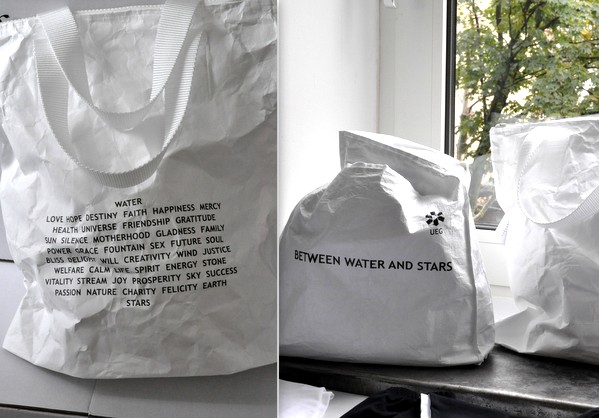 WATER
LOVE HOPE DESTINY FAITH HAPPINESS MERCY
HEALTH UNIVERSE FRIENDSHIP GRATITUDE
SUN SILENCE MOTHERHOOD GLADNESS FAMILY
POWER GRACE FOUNTAIN SEX FUTURE SOUL
BLISS DELIGHT WILL CREATIVITY WIND JUSTICE
WELFARE CALM LIFE SPIRIT ENERGY STONE
VITALITY STREAM JOY PROSPERITY SKY SUCCESS
PASSION NATURE CHARITY FELICITY EARTH
STARS
UEG
BETWEEN WATER AND STARS